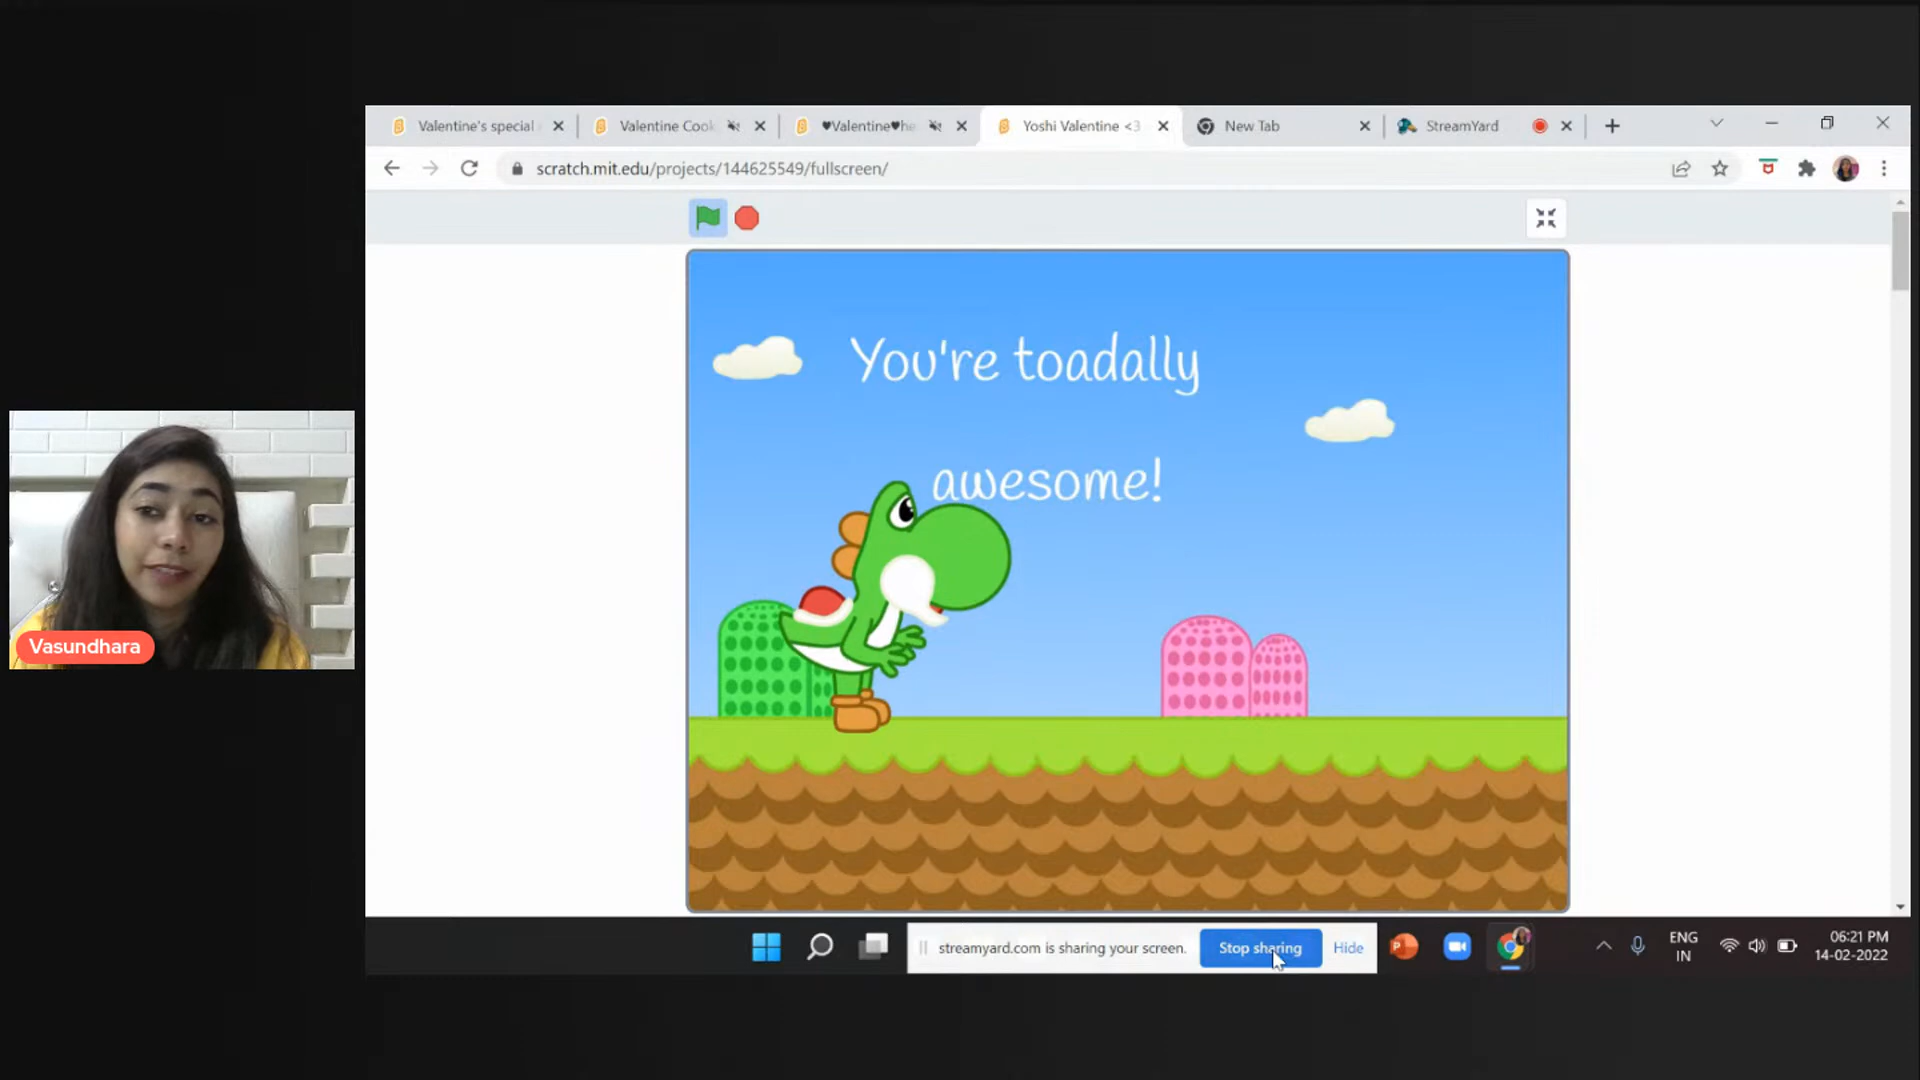 Valentine's special
Valentine Cook
♥Valentine♥he
Yoshi Valentine <3
New Tab
StreamYard
scratch.mit.edu/projects/144625549/fullscreen/
You're toadally
awesome!
Vasundhara
streamyard.com is sharing your screen.
Stop sharing
Hide
ENG
IN
06:21 PM
14-02-2022